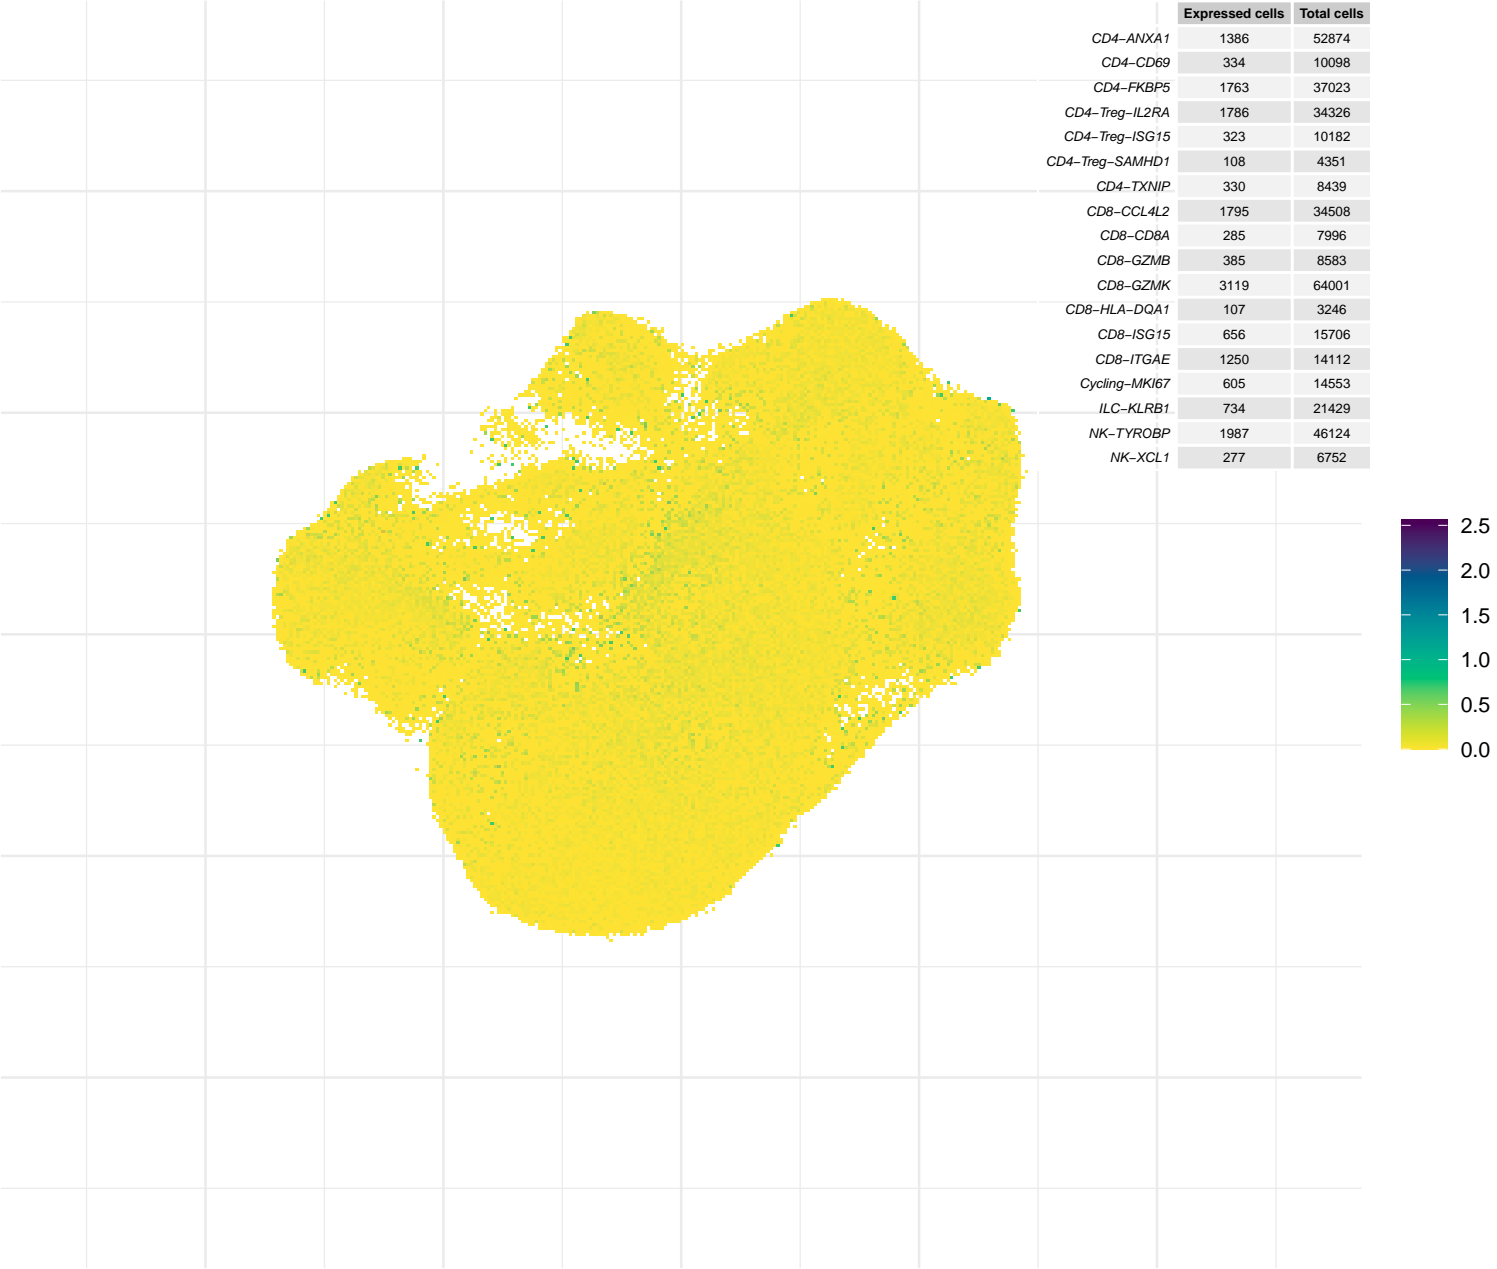 Expressed cells Total cells
CD4−ANXA1 1386 52874
CD4−CD69 334 10098
CD4−FKBP5 1763 37023
CD4−Treg−IL2RA 1786 34326
CD4−Treg−ISG15 323 10182
CD4−Treg−SAMHD1 108 4351
CD4−TXNIP 330 8439
CD8−CCL4L2 1795 34508
CD8−CD8A 285 7996
CD8−GZMB 385 8583
CD8−GZMK 3119 64001
CD8−HLA−DQA1 107 3246
CD8−ISG15 656 15706
CD8−ITGAE 1250 14112
Cycling−MKI67 605 14553
ILC−KLRB1 734 21429
NK−TYROBP 1987 46124
NK−XCL1 277 6752
2.5
2.0
1.5
1.0
0.5
0.0